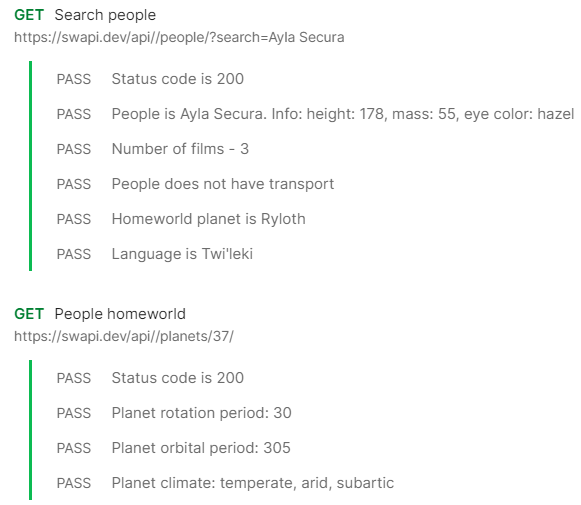 GET Search people
https://swapi.dev/api//people/?search=Ayla Secura
PASS Status code is 200
PASS People is Ayla Secura. Info: height: 178, mass: 55, eye color: hazel
PASS Number of films - 3
PASS People does not have transport
PASS Homeworld planet is Ryloth
PASS Language is Twi'leki
GET People homeworld
https://swapi.dev/api//planets/37/
PASS Status code is 200
PASS Planet rotation period: 30
PASS Planet orbital period: 305
PASS Planet climate: temperate, arid, subartic